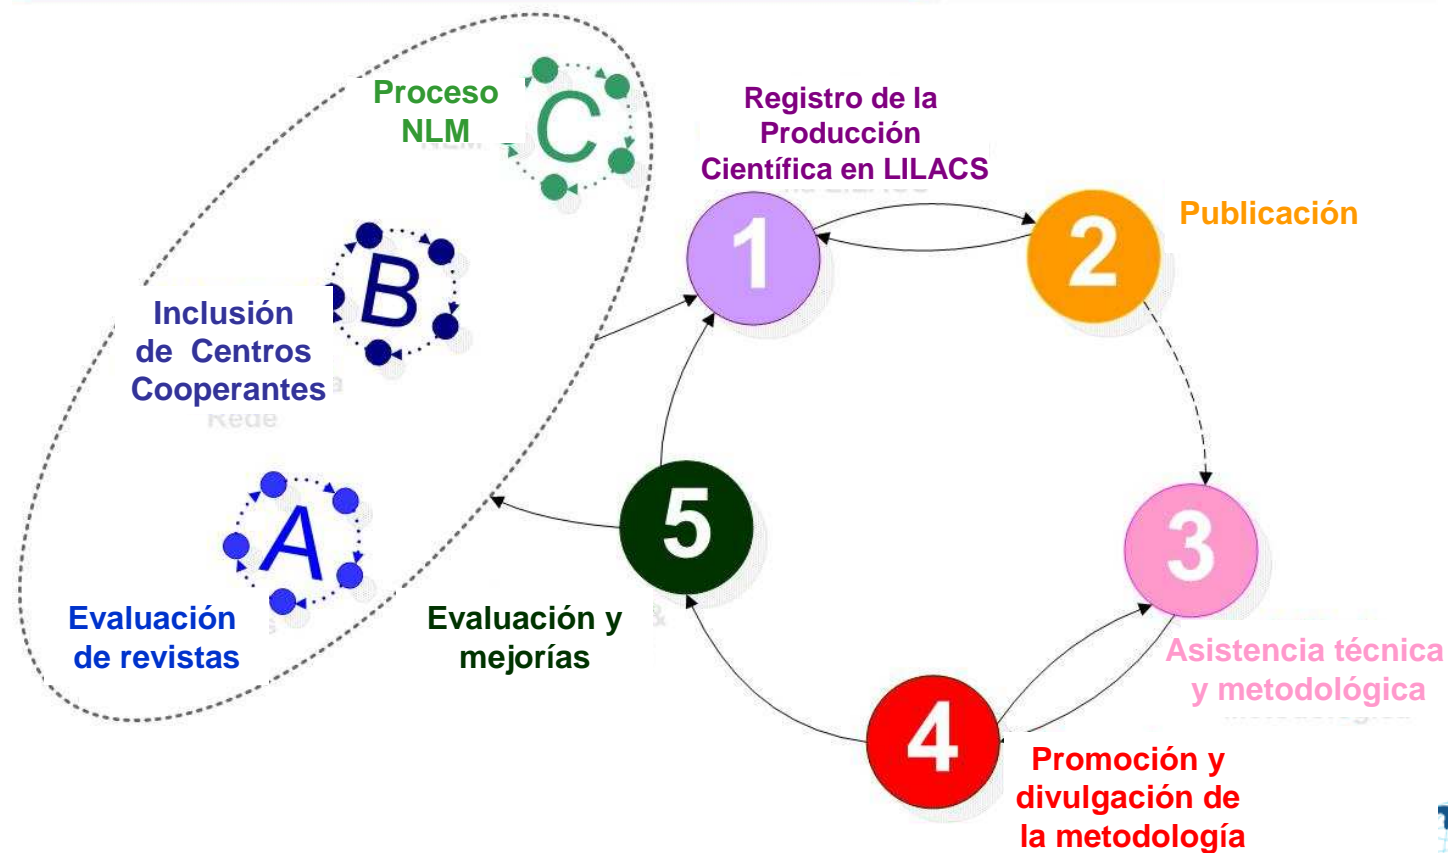 Proceso
NLM
C
Registro de la
Producción
Científica en LILACS
1
2
Publicación
B
Inclusión
de Centros
Cooperantes
Rede
A
Evaluación
de revistas
5
Evaluación y
mejorías
&
3
Asistencia técnica
y metodológica
4
Promoción y
divulgación de
la metodología